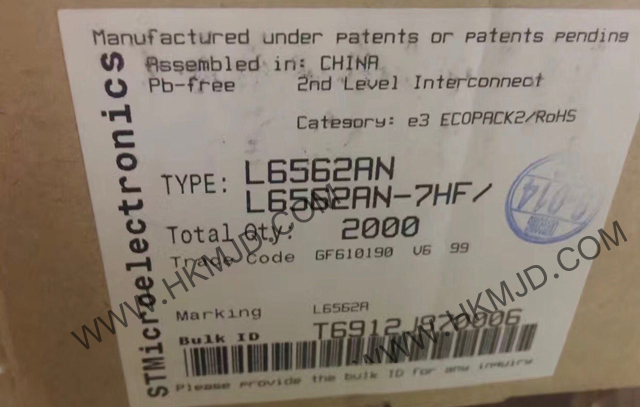 Manufactured under patents or patents pending
Assembled in: CHINA
Pb-free 2nd Level Interconnect
Category: e3 ECOPACK2/RoHS
STMicroelectronics
TYPE: L6562AN
L6562AN-7HF/
Total Qty: 2000
Trade Code GF610190 V6 99
Marking L6562A
Bulk ID T6912
Please provide the bulk ID for any inquiry
WWW.HKMJD.COM
WWW.HKMJD.COM